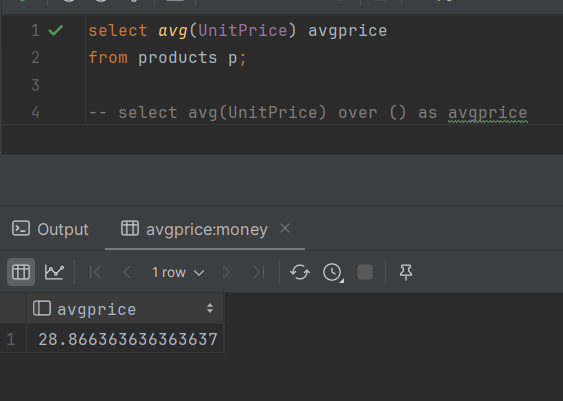 1 select avg(UnitPrice) avgprice
2 from products p;
3
4 -- select avg(UnitPrice) over () as avgprice
Output avgprice:money
1 row
avgprice
1 28.866363636363637